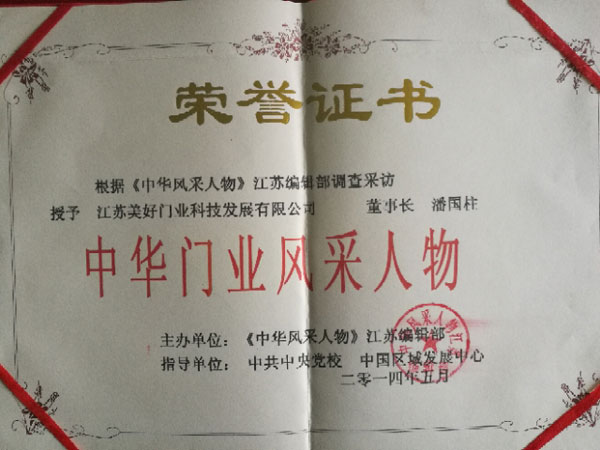 荣誉证书
根据《中华风采人物》江苏编辑部调查采访
授予 江苏美好门业科技发展有限公司 董事长 潘国柱
中华门业风采人物
主办单位：《中华风采人物》江苏编辑部
指导单位：中共中央党校 中国区域发展中心
二零一四年五月